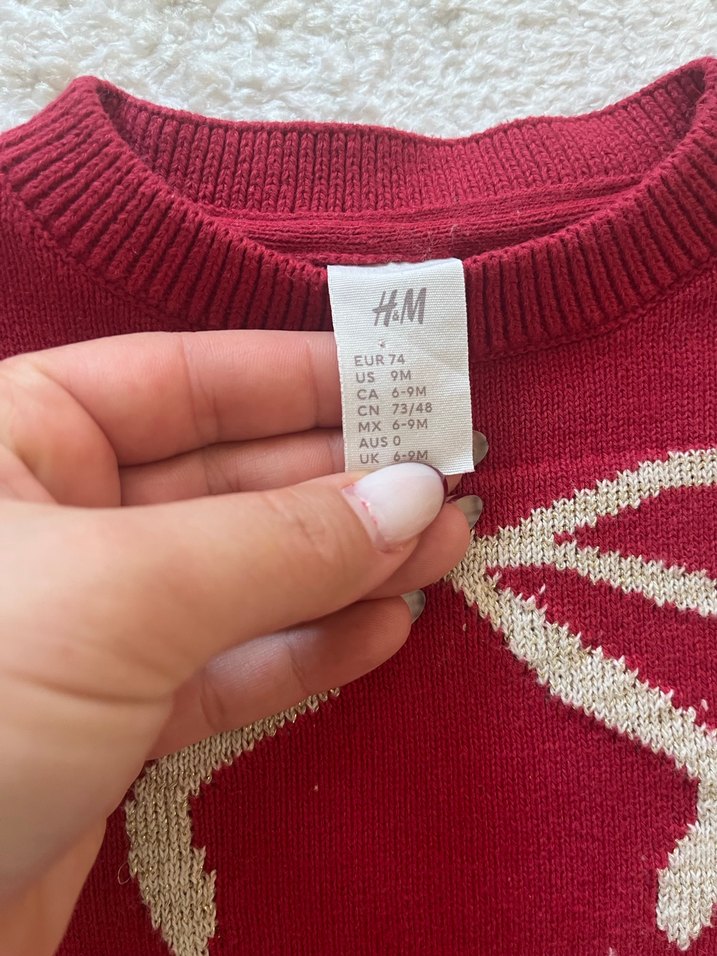 H&M
EUR 74
US 9M
CA 6-9M
CN 73/48
MX 6-9M
AUS 0
UK 6-9M